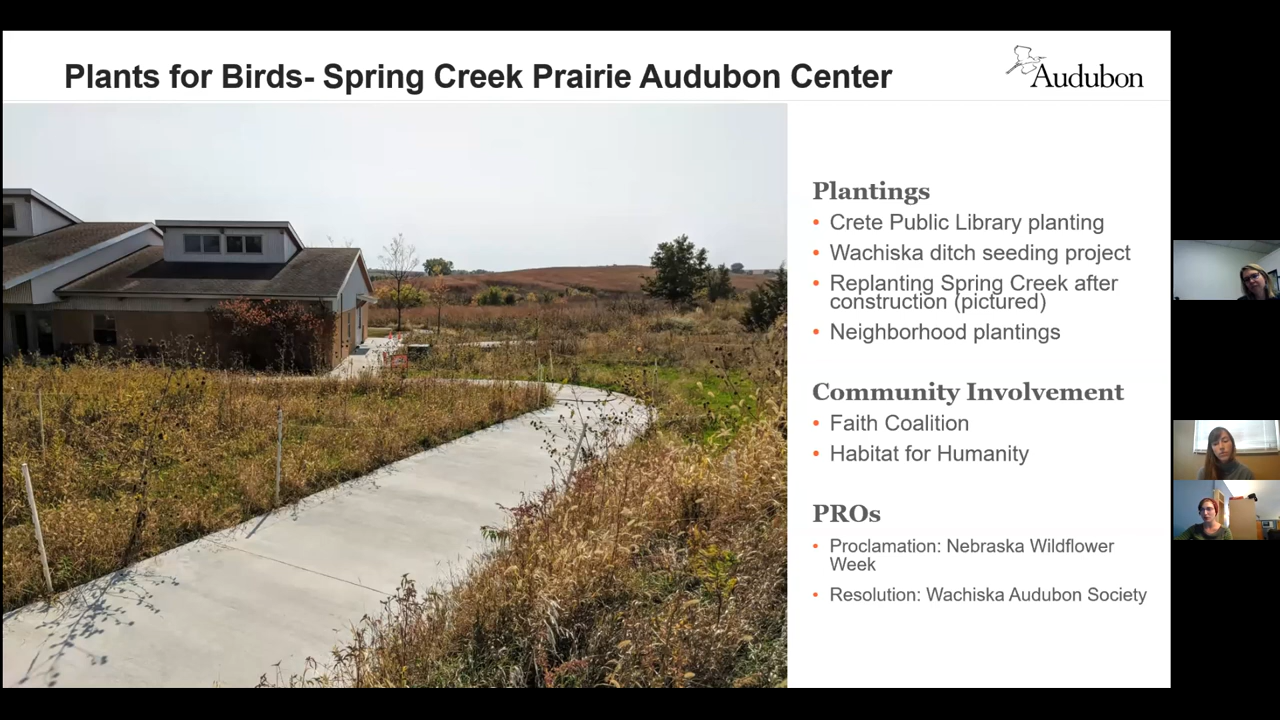 Plants for Birds- Spring Creek Prairie Audubon Center
Audubon
Plantings
• Crete Public Library planting
• Wachiska ditch seeding project
• Replanting Spring Creek after
construction (pictured)
• Neighborhood plantings
Community Involvement
• Faith Coalition
• Habitat for Humanity
PROs
• Proclamation: Nebraska Wildflower
Week
• Resolution: Wachiska Audubon Society